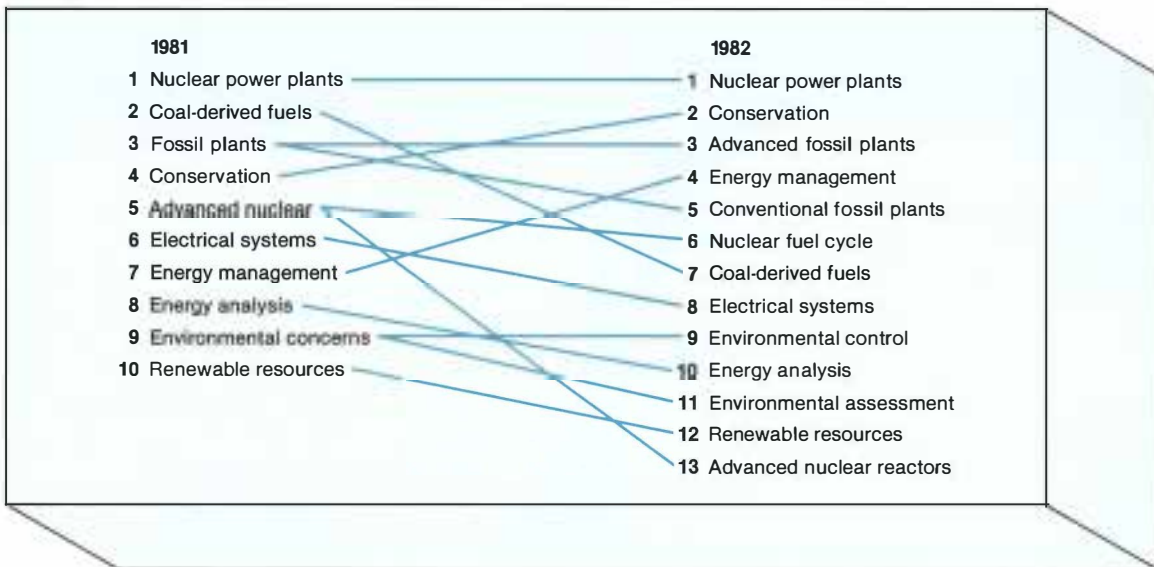 1981
1 Nuclear power plants
2 Coal-derived fuels
3 Fossil plants
4 Conservation
5 Advanced nuclear
6 Electrical systems
7 Energy management
8 Energy analysis
9 Environmental concerns
10 Renewable resources
1982
1 Nuclear power plants
2 Conservation
3 Advanced fossil plants
4 Energy management
5 Conventional fossil plants
6 Nuclear fuel cycle
7 Coal-derived fuels
8 Electrical systems
9 Environmental control
10 Energy analysis
11 Environmental assessment
12 Renewable resources
13 Advanced nuclear reactors